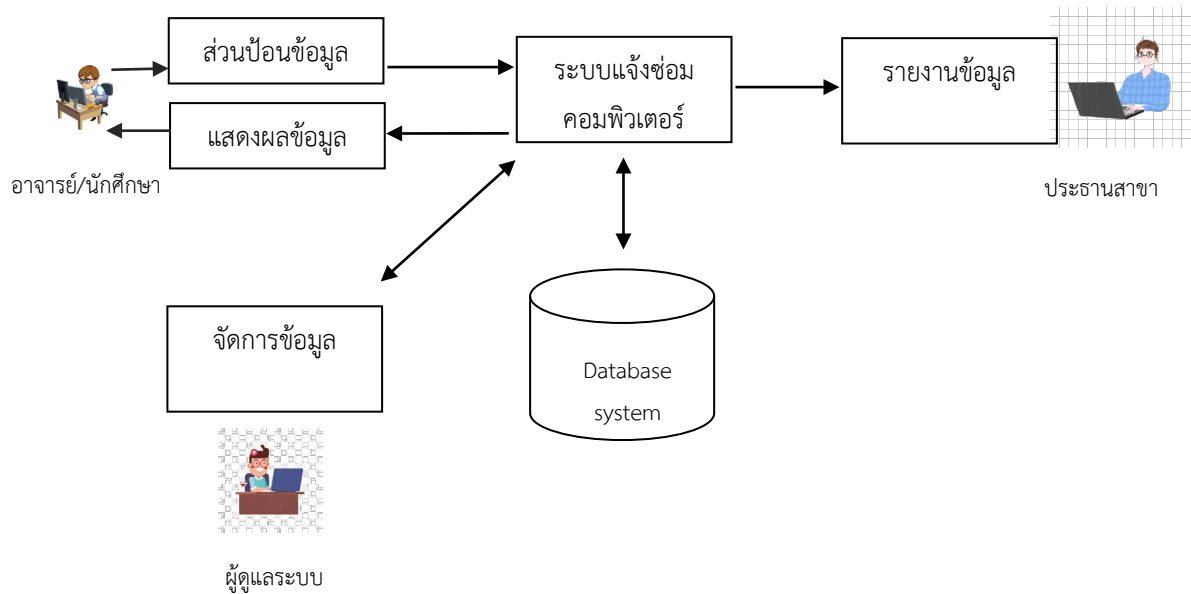 ส่วนป้อนข้อมูล
แสดงผลข้อมูล
อาจารย์/นักศึกษา
ระบบแจ้งซ่อม
คอมพิวเตอร์
รายงานข้อมูล
ประธานสาขา
จัดการข้อมูล
ผู้ดูแลระบบ
Database
system